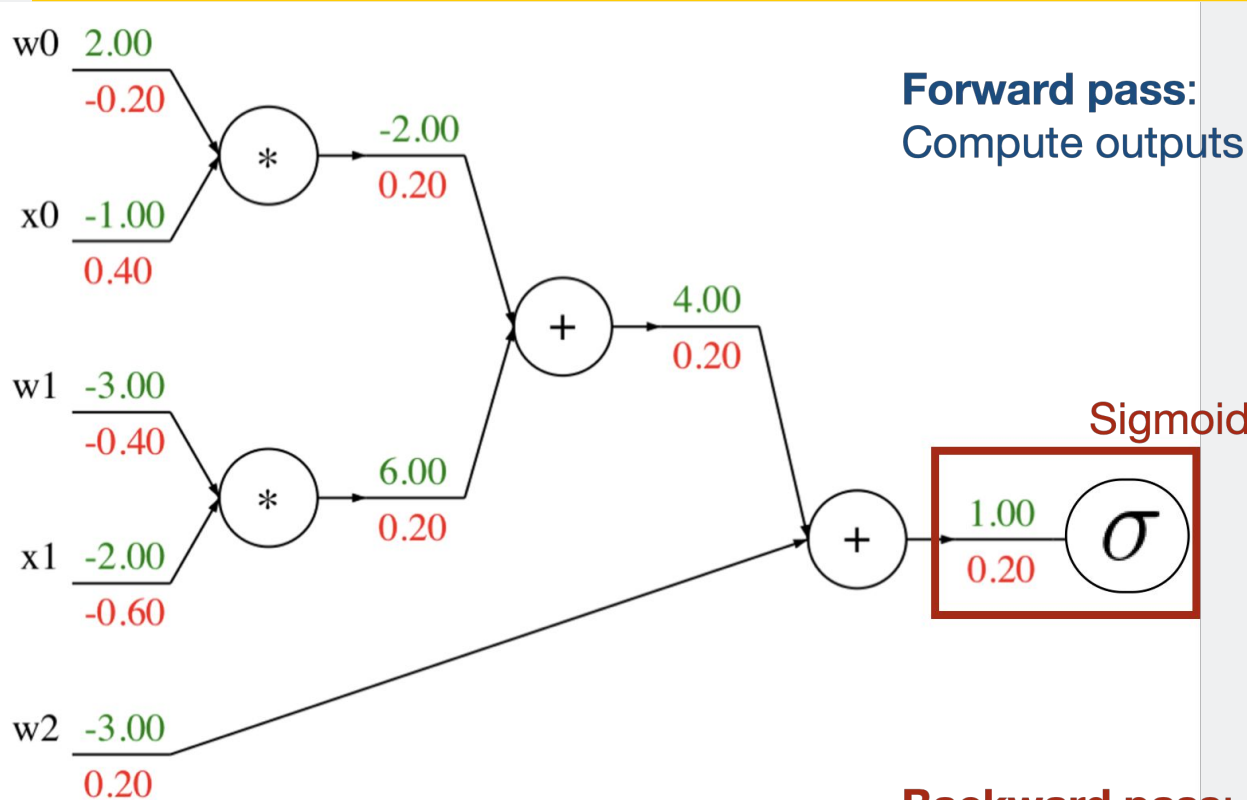 w0 2.00
-0.20
*
-2.00
0.20
x0 -1.00
0.40
Forward pass:
Compute outputs
+
4.00
0.20
w1 -3.00
-0.40
*
6.00
0.20
x1 -2.00
-0.60
Sigmoid
+
1.00
0.20
σ
w2 -3.00
0.20
Backward pass: